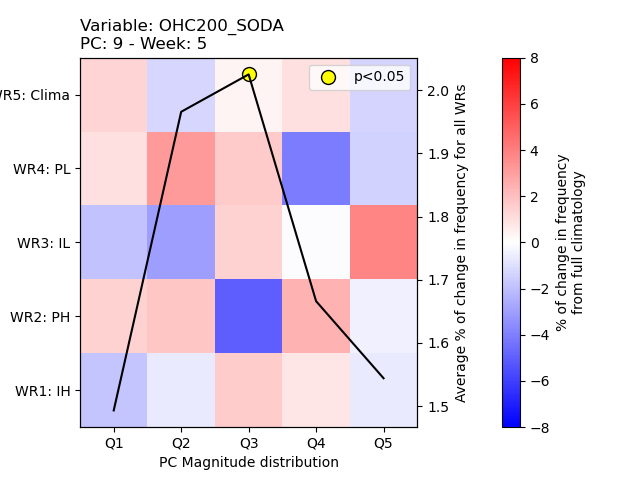 Variable: OHC200_SODA
PC: 9 - Week: 5
p<0.05
WR5: Clima
WR4: PL
WR3: IL
WR2: PH
WR1: IH
Q1 Q2 Q3 Q4 Q5
PC Magnitude distribution
2.0
1.9
1.8
1.7
1.6
1.5
Average % of change in frequency for all WRs
8
6
4
2
0
−2
−4
−6
−8
% of change in frequency
from full climatology